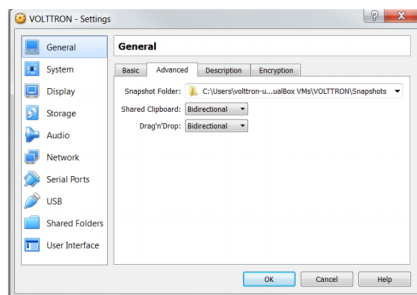 VOLTTRON - Settings
General
System
Display
Storage
Audio
Network
Serial Ports
USB
Shared Folders
User Interface
General
Basic Advanced Description Encryption
Snapshot Folder: C:\Users\volttron-u...ualBox VMs\VOLTTRON\Snapshots
Shared Clipboard: Bidirectional
Drag'n'Drop: Bidirectional
OK Cancel Help